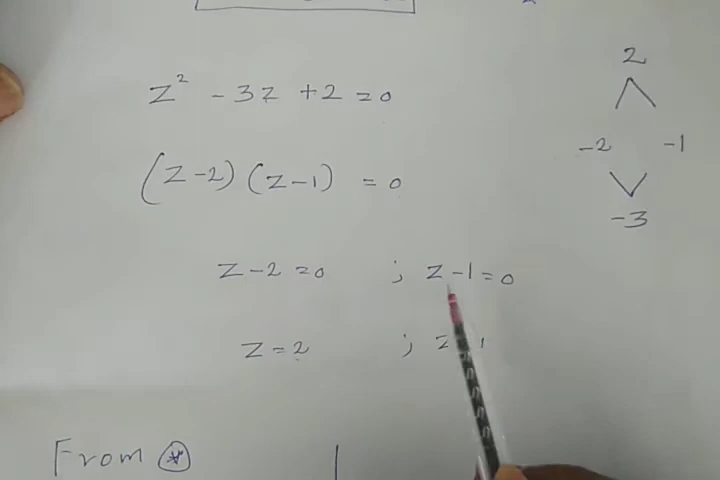 z² - 3z + 2 = 0
2
-2 -1
(z-2) (z-1) = 0
-3
z-2 = 0 ; z-1 = 0
z = 2 ; z
From *